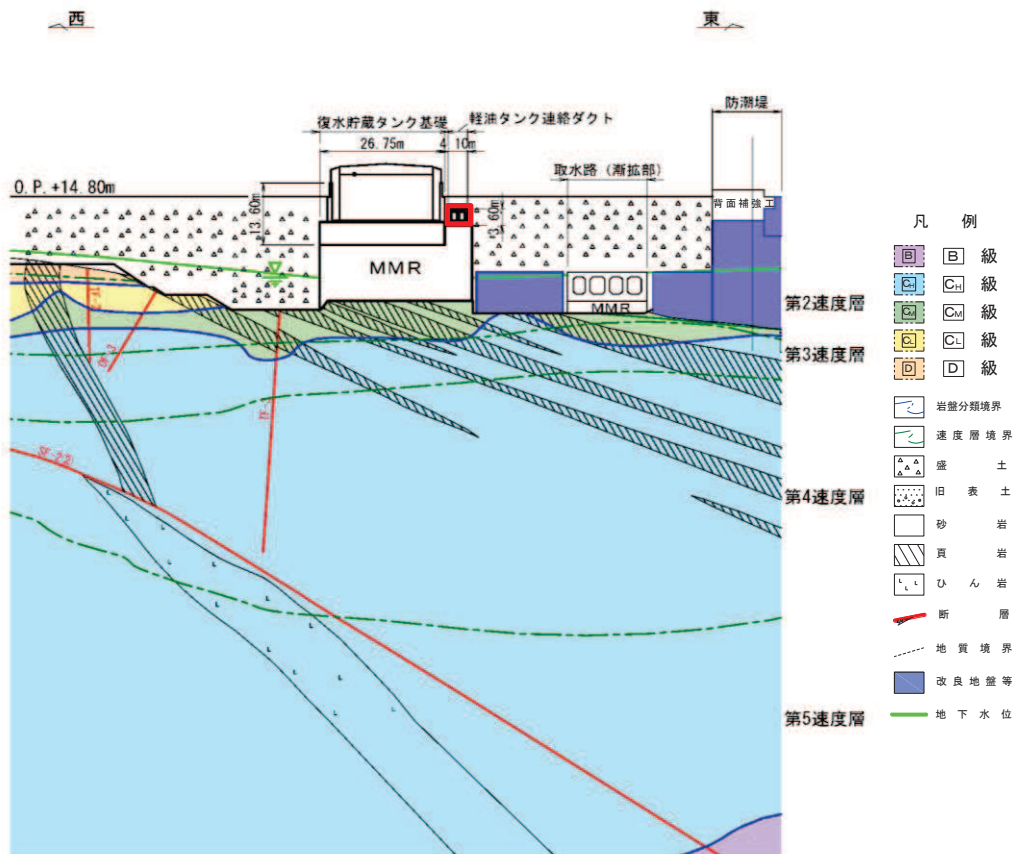 西
東
防潮堤
復水貯蔵タンク基礎
軽油タンク連絡ダクト
26.75m
4.10m
取水路（漸拡部）
O.P.+14.80m
13.60m
3.60m
背面補強工
MMR
MMR
第2速度層
第3速度層
第4速度層
第5速度層
凡 例
B B 級
CH CH 級
CM CM 級
CL CL 級
D D 級
岩盤分類境界
速度層境界
盛土
旧表土
砂岩
頁岩
ひん岩
断層
地質境界
改良地盤等
地下水位